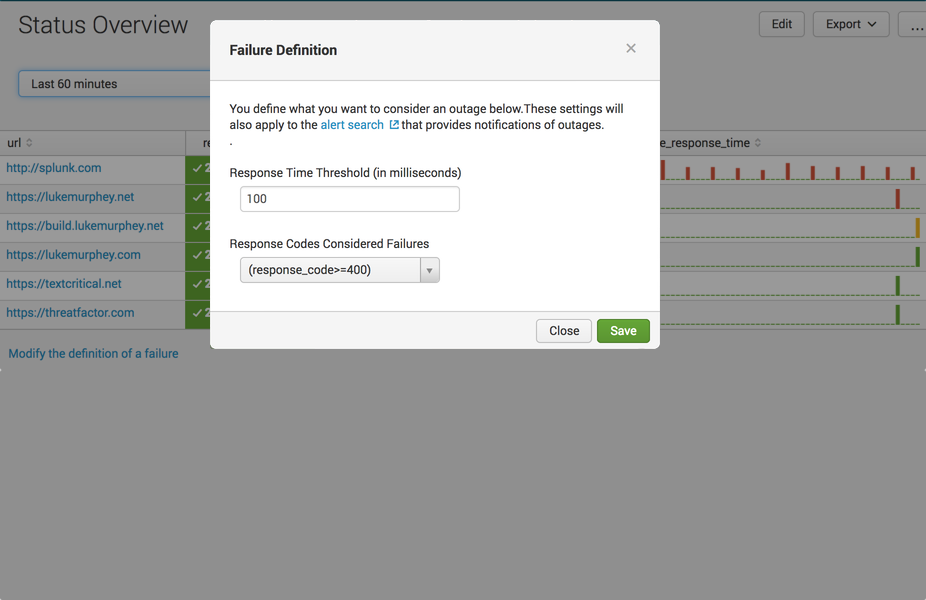 Status Overview
Edit
Export
...
Last 60 minutes
url
e_response_time
http://splunk.com
https://lukemurphey.net
https://build.lukemurphey.net
https://lukemurphey.com
https://textcritical.net
https://threatfactor.com
Modify the definition of a failure
Failure Definition
You define what you want to consider an outage below.These settings will
also apply to the alert search that provides notifications of outages.
.
Response Time Threshold (in milliseconds)
100
Response Codes Considered Failures
(response_code>=400)
Close
Save